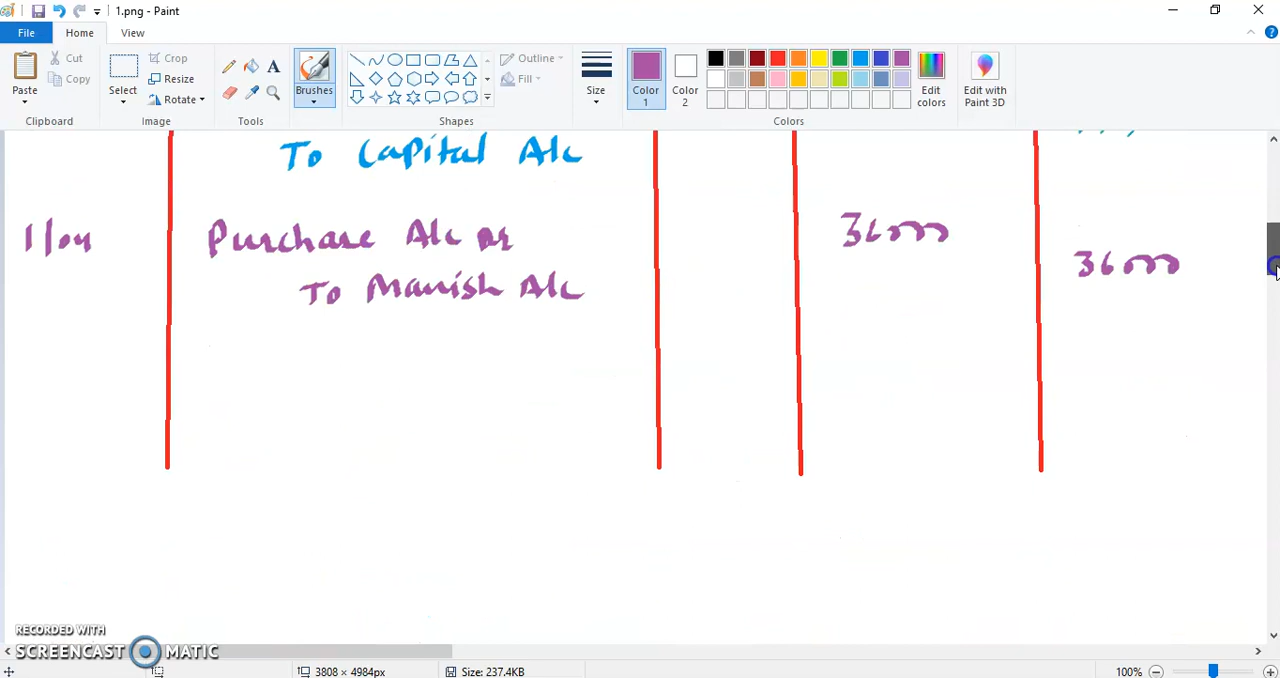 1.png - Paint
File Home View
Cut
Copy
Paste
Clipboard
Crop
Resize
Rotate
Select
Image
A
Tools
Brushes
Outline
Fill
Shapes
Size
Color 1
Color 2
Edit colors
Edit with Paint 3D
Colors
To Capital A/c
1/04 Purchase A/c Dr 36000
To Manish A/c 36000
RECORDED WITH
SCREENCAST MATIC
3808 × 4984px Size: 237.4KB 100%